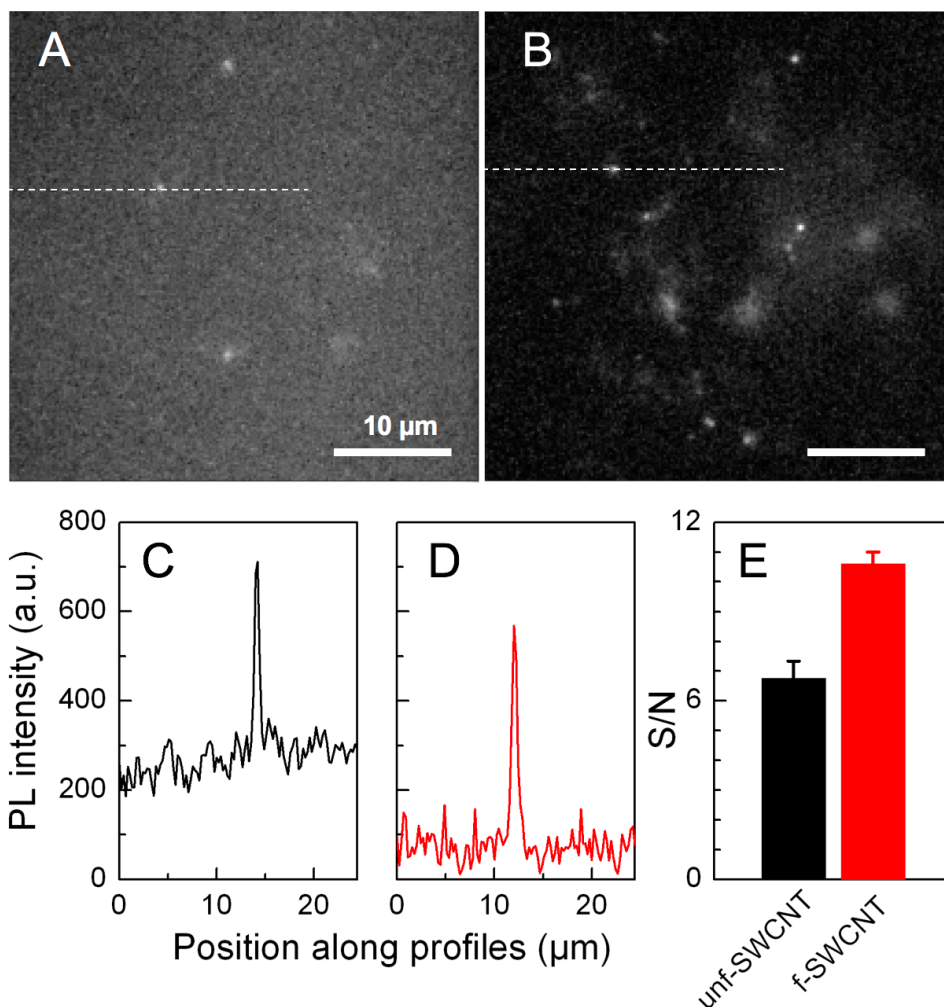 A
B
10 µm
C
D
E
PL intensity (a.u.)
800
600
400
200
0
0
10
20
0
10
20
Position along profiles (µm)
S/N
12
6
0
unf-SWCNT
f-SWCNT